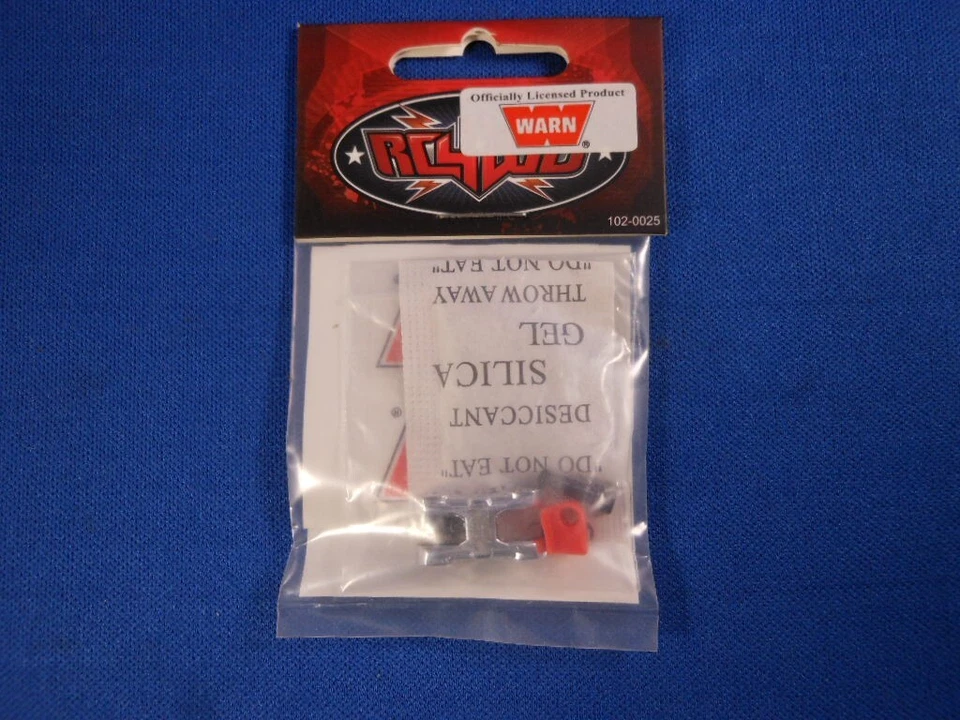 Officially Licensed Product
WARN
®
RC4WD
102-0025
"DO NOT EAT"
THROW AWAY
GEL
SILICA
®
DESICCANT
"DO NOT EAT"